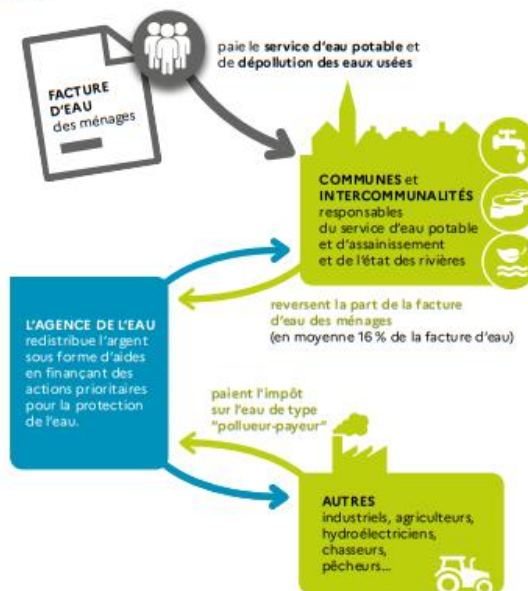 FACTURE
D'EAU
des ménages
paie le service d'eau potable et
de dépollution des eaux usées
COMMUNES et
INTERCOMMUNALITÉS
responsables
du service d'eau potable
et d'assainissement
et de l'état des rivières
reversent la part de la facture
d'eau des ménages
(en moyenne 16 % de la facture d'eau)
L'AGENCE DE L'EAU
redistribue l'argent
sous forme d'aides
en finançant des
actions prioritaires
pour la protection
de l'eau.
paient l'impôt
sur l'eau de type
"pollueur-payeur"
AUTRES
industriels, agriculteurs,
hydroélectriciens,
chasseurs,
pêcheurs...